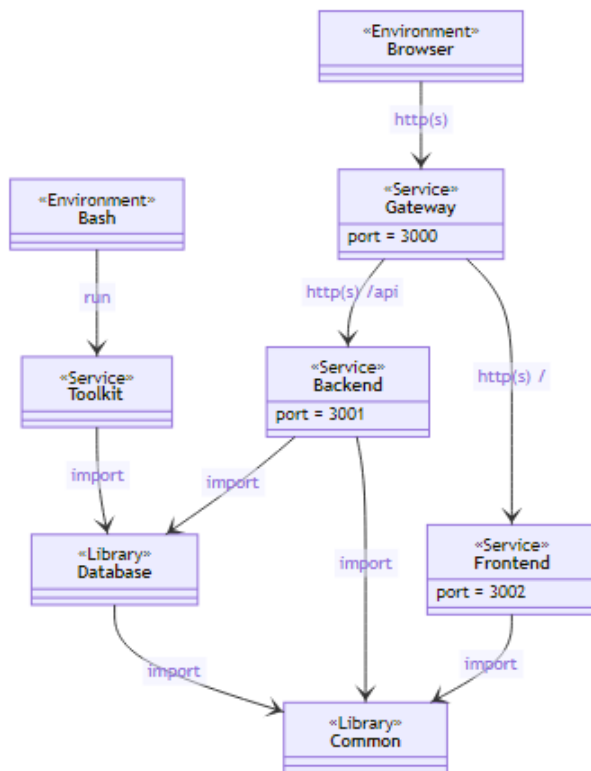 «Environment»
Browser
http(s)
«Service»
Gateway
port = 3000
«Environment»
Bash
run
http(s) /api
http(s) /
«Service»
Toolkit
«Service»
Backend
port = 3001
import
import
import
«Library»
Database
«Service»
Frontend
port = 3002
import
import
«Library»
Common